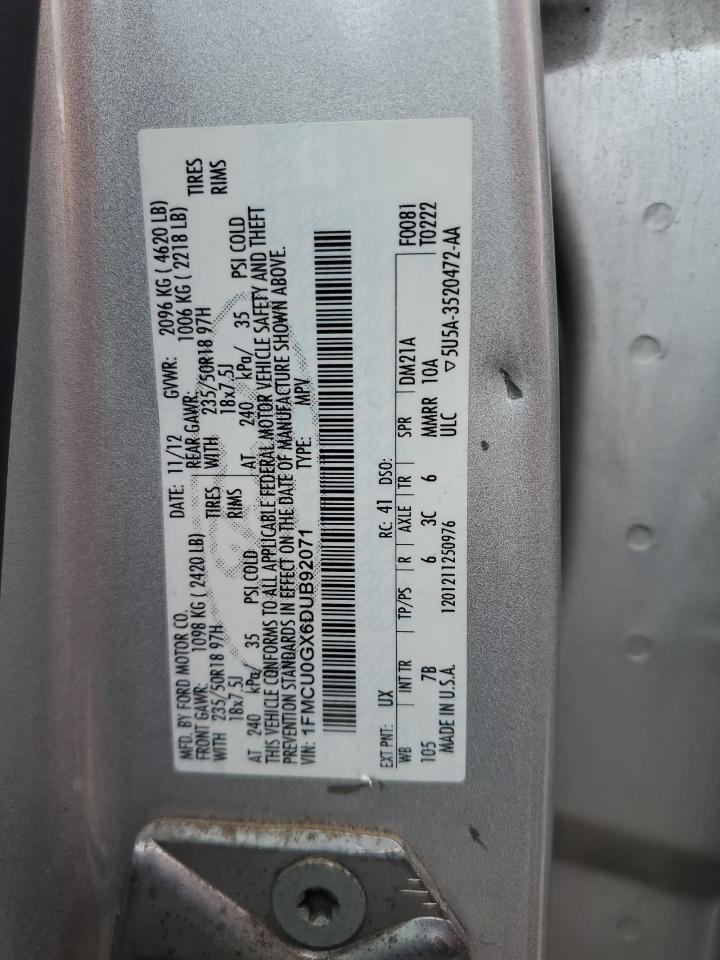 MFD. BY FORD MOTOR CO. DATE: 11/12 GVWR: 2096 KG ( 4620 LB)
FRONT GAWR: 1098 KG ( 2420 LB) REAR GAWR: 1006 KG ( 2218 LB)
WITH 235/50R18 97H TIRES WITH 235/50R18 97H TIRES
18x7.5J RIMS 18x7.5J RIMS
AT 240 kPa/ 35 PSI COLD AT 240 kPa/ 35 PSI COLD
THIS VEHICLE CONFORMS TO ALL APPLICABLE FEDERAL MOTOR VEHICLE SAFETY AND THEFT
PREVENTION STANDARDS IN EFFECT ON THE DATE OF MANUFACTURE SHOWN ABOVE.
VIN: 1FMCU0GX6DUB92071 TYPE: MPV
EXT PNT: UX RC: 41 DSO: F0081
WB INT TR TP/PS R AXLE TR SPR DM21A T0222
105 7B 6 3C 6 MMRR 10A
MADE IN U.S.A. 1201211250976 ULC ▽5U5A-3520472-AA